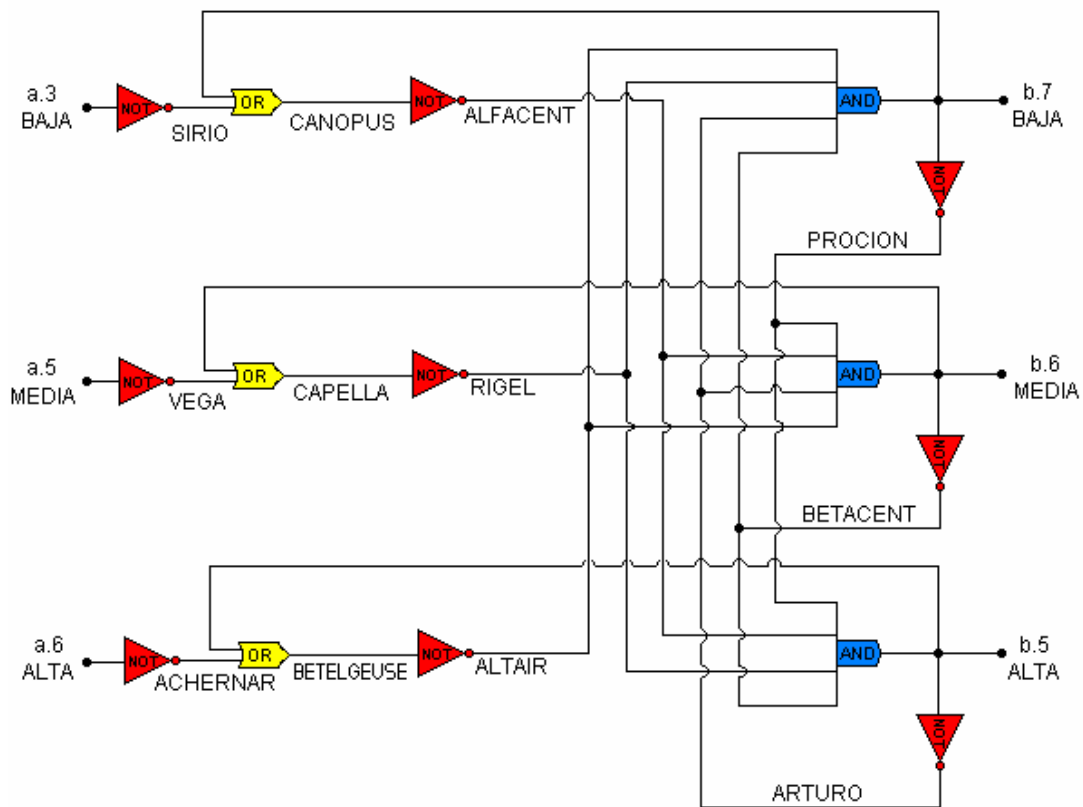 a.3
BAJA
NOT
SIRIO
OR
CANOPUS
NOT
ALFACENT
AND
b.7
BAJA
NOT
PROCION
a.5
MEDIA
NOT
VEGA
OR
CAPELLA
NOT
RIGEL
AND
b.6
MEDIA
NOT
BETACENT
a.6
ALTA
NOT
ACHERNAR
OR
BETELGEUSE
NOT
ALTAIR
AND
b.5
ALTA
NOT
ARTURO